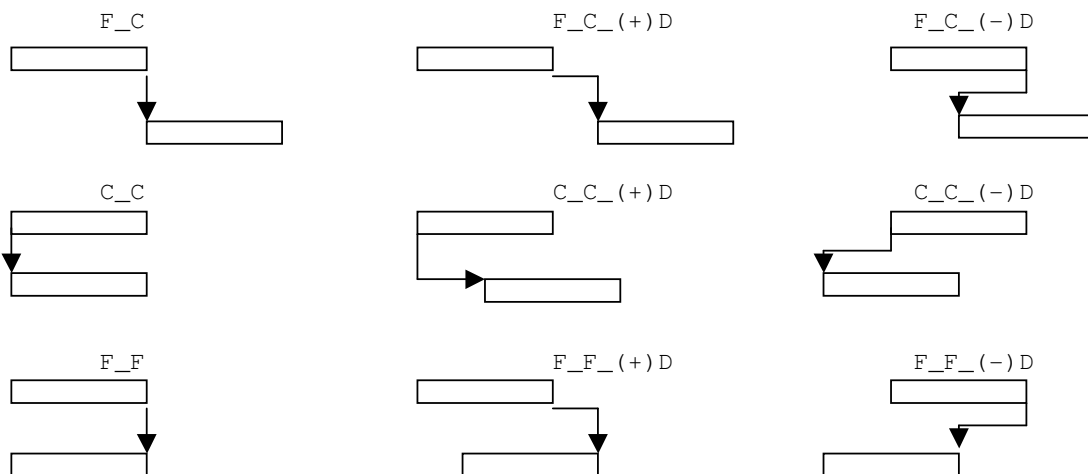 F_C F_C_(+)D F_C_(-)D
C_C C_C_(+)D C_C_(-)D
F_F F_F_(+)D F_F_(-)D